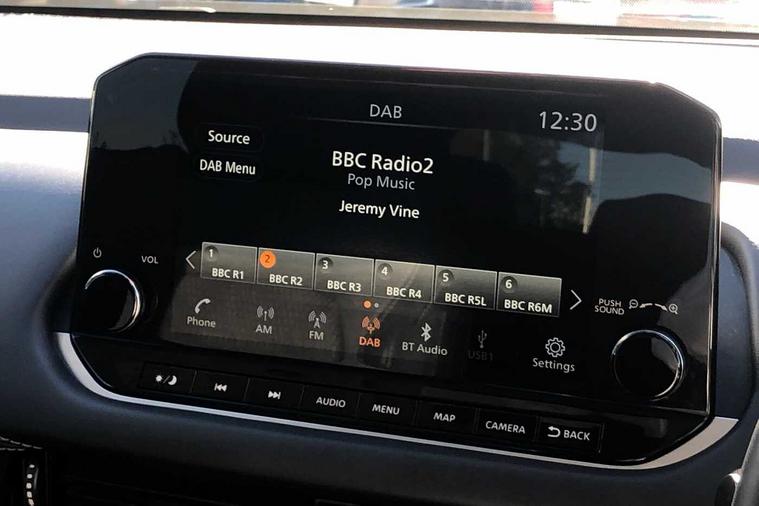 DAB
12:30
Source
DAB Menu
BBC Radio2
Pop Music
Jeremy Vine
VOL
1
BBC R1
2
BBC R2
3
BBC R3
4
BBC R4
5
BBC R5L
6
BBC R6M
PUSH
SOUND
Phone
AM
FM
DAB
BT Audio
USB1
Settings
AUDIO
MENU
MAP
CAMERA
BACK